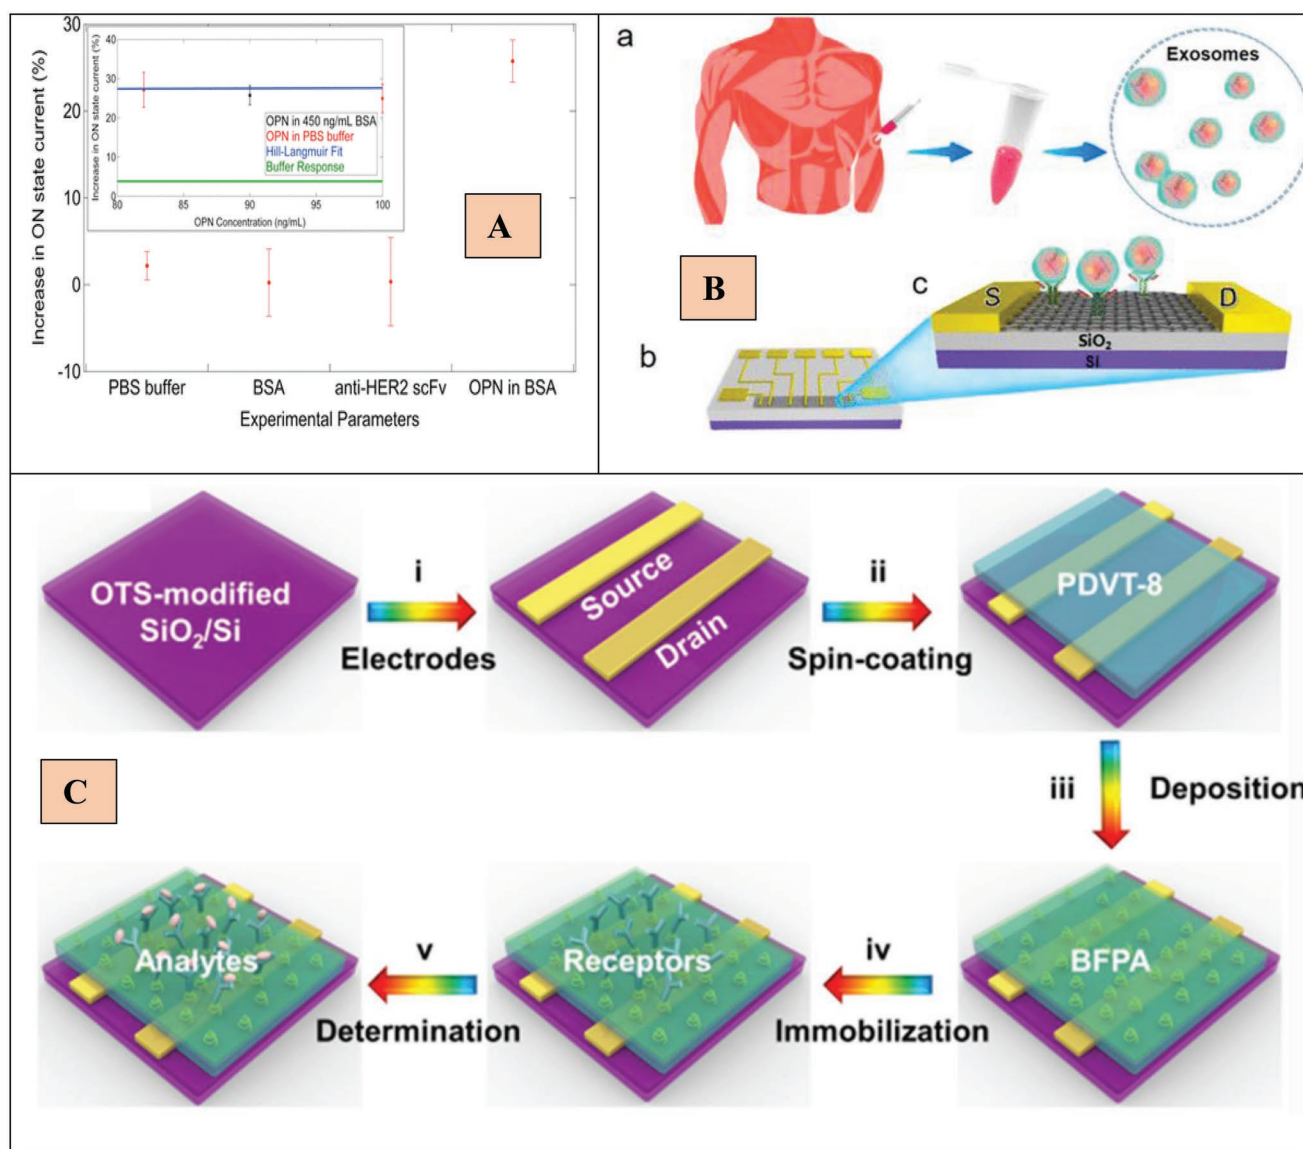 30
20
10
0
-10
Increase in ON state current (%)
50
40
30
20
10
0
Increase in ON state current (%)
OPN in 450 ng/mL BSA
OPN in PBS buffer
Hill-Langmuir Fit
Buffer Response
80 85 90 95 100
OPN Concentration (ng/mL)
PBS buffer BSA anti-HER2 scFv OPN in BSA
Experimental Parameters
A
a
Exosomes
B
c
S D
SiO₂
Si
b
OTS-modified
SiO₂/Si
i
Electrodes
Source
Drain
ii
Spin-coating
PDVT-8
iii Deposition
C
Analytes
v
Determination
Receptors
iv
Immobilization
BFPA